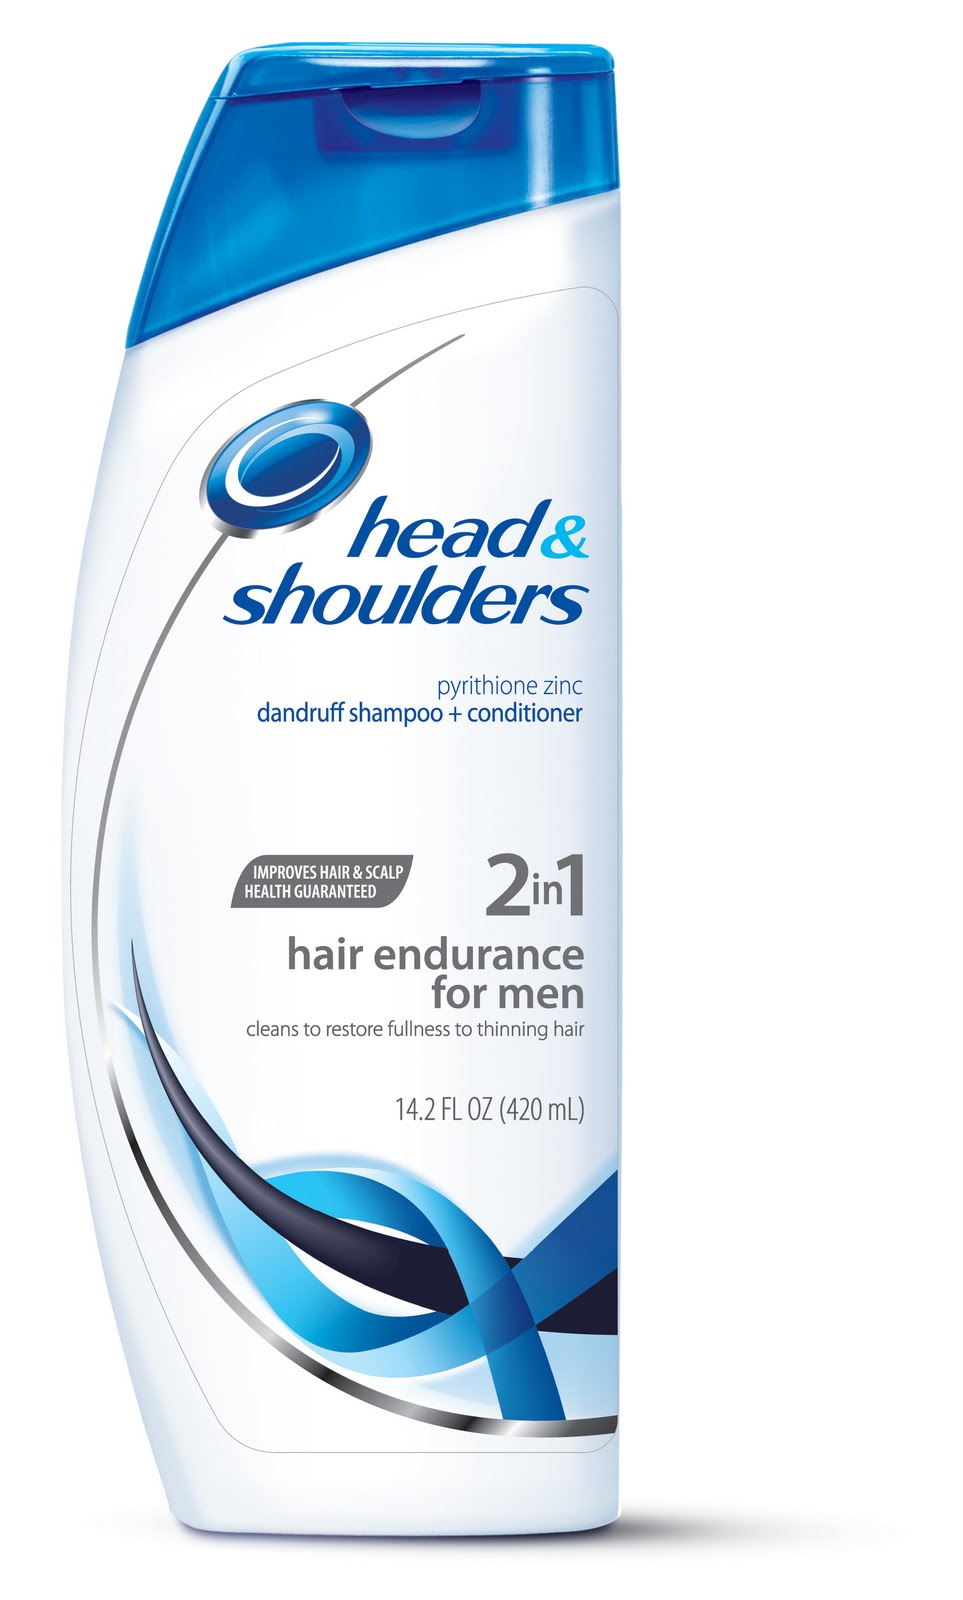 head &
shoulders
pyrithione zinc
dandruff shampoo + conditioner
IMPROVES HAIR & SCALP
HEALTH GUARANTEED
2in1
hair endurance
for men
cleans to restore fullness to thinning hair
14.2 FL OZ (420 mL)